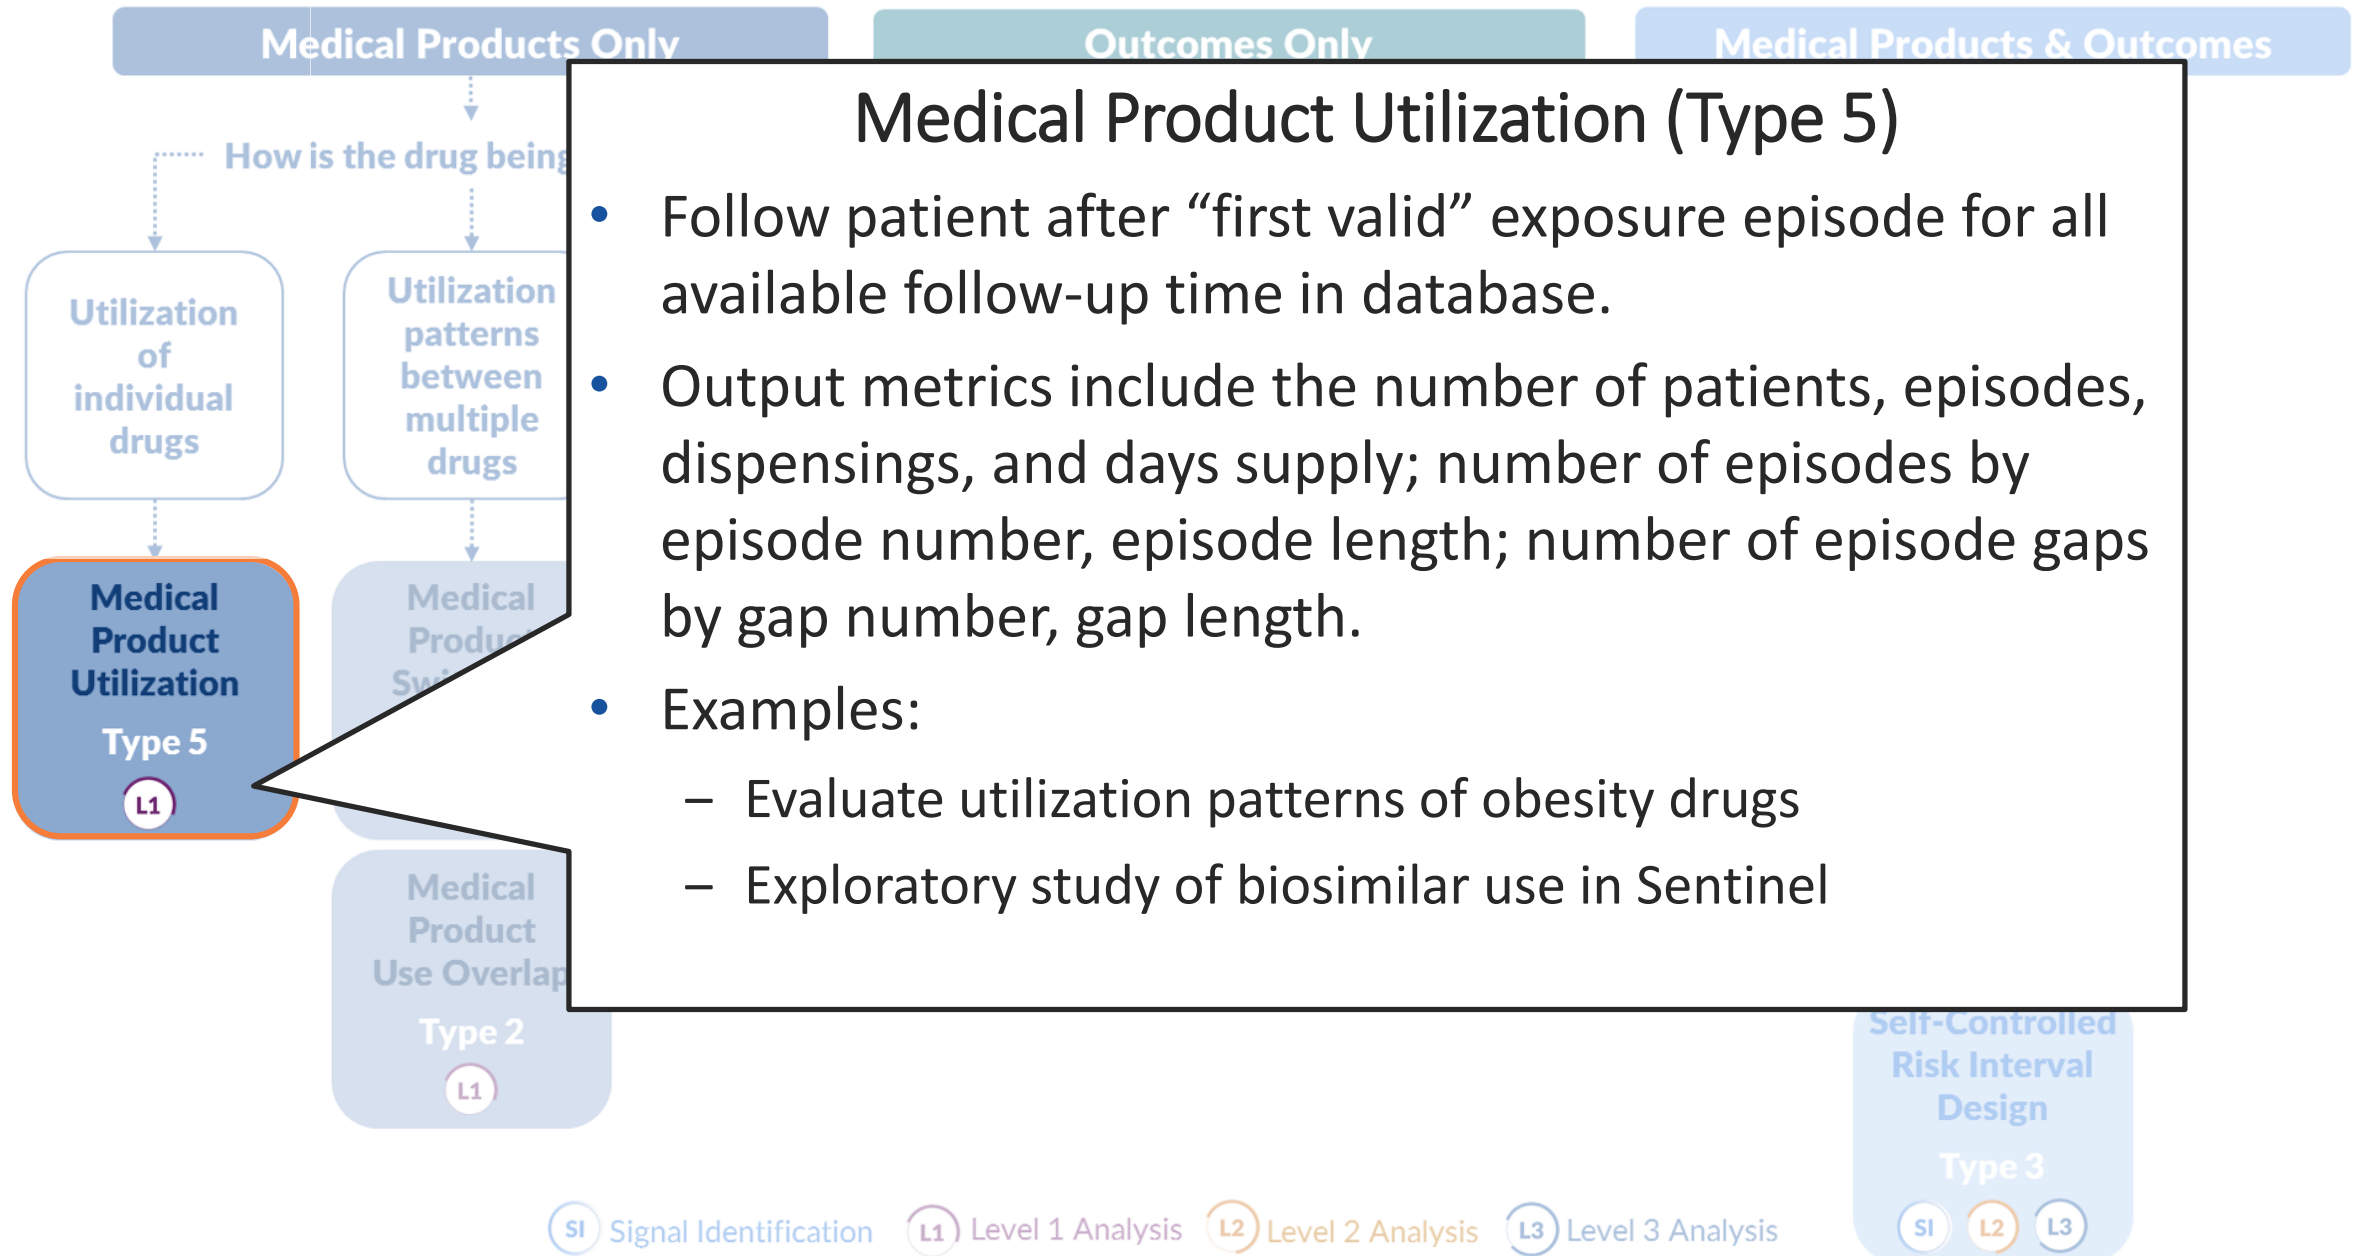 Medical Products Only
Outcomes Only
Medical Products & Outcomes
How is the drug being
Utilization
of
individual
drugs
Utilization
patterns
between
multiple
drugs
Medical
Product
Utilization
Type 5
L1
Medical
Product
Medical
Product
Use Overlap
Type 2
L1
Medical Product Utilization (Type 5)
• Follow patient after “first valid” exposure episode for all
available follow-up time in database.
• Output metrics include the number of patients, episodes,
dispensings, and days supply; number of episodes by
episode number, episode length; number of episode gaps
by gap number, gap length.
• Examples:
– Evaluate utilization patterns of obesity drugs
– Exploratory study of biosimilar use in Sentinel
Self-Controlled
Risk Interval
Design
Type 3
SI L2 L3
SI Signal Identification L1 Level 1 Analysis L2 Level 2 Analysis L3 Level 3 Analysis